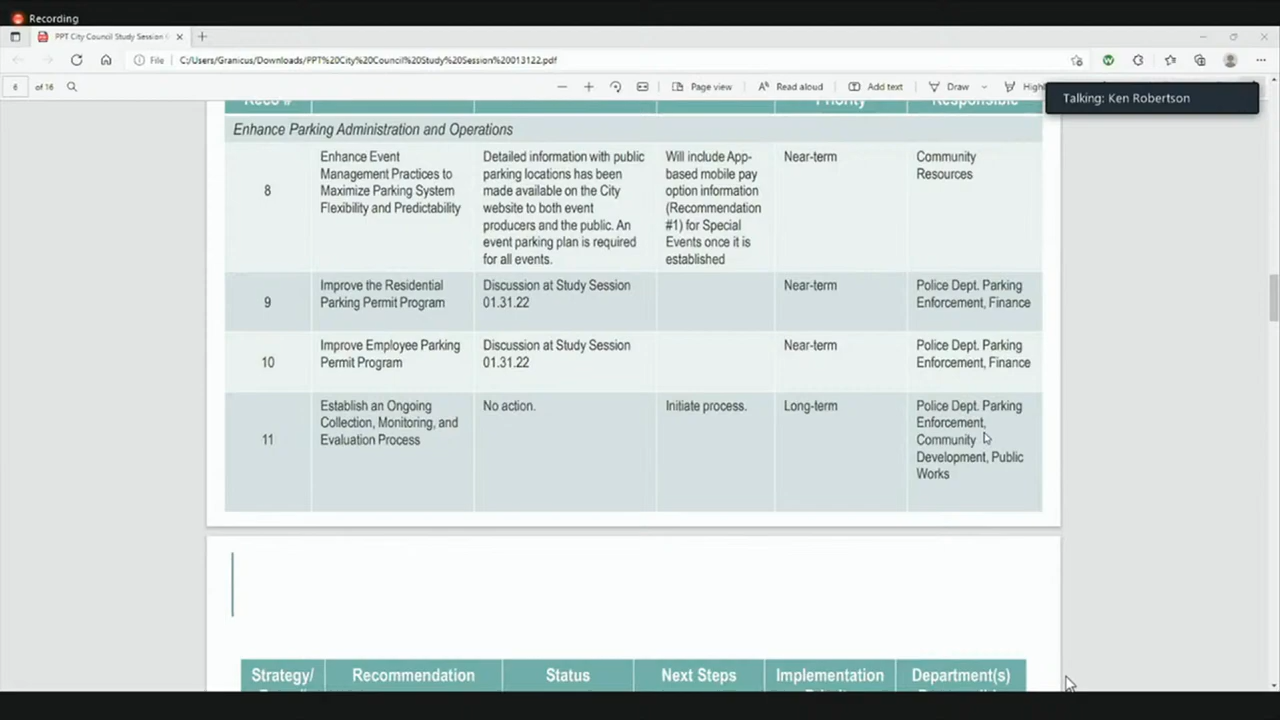 Recording
PPT City Council Study Session
File C:/Users/Granicus/Downloads/PPT%20City%20Council%20Study%20Session%20013122.pdf
6 of 16 Page view Read aloud Add text Draw Highl
Talking: Ken Robertson
Reco # Priority Responsible
Enhance Parking Administration and Operations
8
Enhance Event
Management Practices to
Maximize Parking System
Flexibility and Predictability
Detailed information with public
parking locations has been
made available on the City
website to both event
producers and the public. An
event parking plan is required
for all events.
Will include App-
based mobile pay
option information
(Recommendation
#1) for Special
Events once it is
established
Near-term
Community
Resources
9
Improve the Residential
Parking Permit Program
Discussion at Study Session
01.31.22
Near-term
Police Dept. Parking
Enforcement, Finance
10
Improve Employee Parking
Permit Program
Discussion at Study Session
01.31.22
Near-term
Police Dept. Parking
Enforcement, Finance
11
Establish an Ongoing
Collection, Monitoring, and
Evaluation Process
No action.
Initiate process.
Long-term
Police Dept. Parking
Enforcement,
Community
Development, Public
Works
Strategy/ Recommendation Status Next Steps Implementation Department(s)